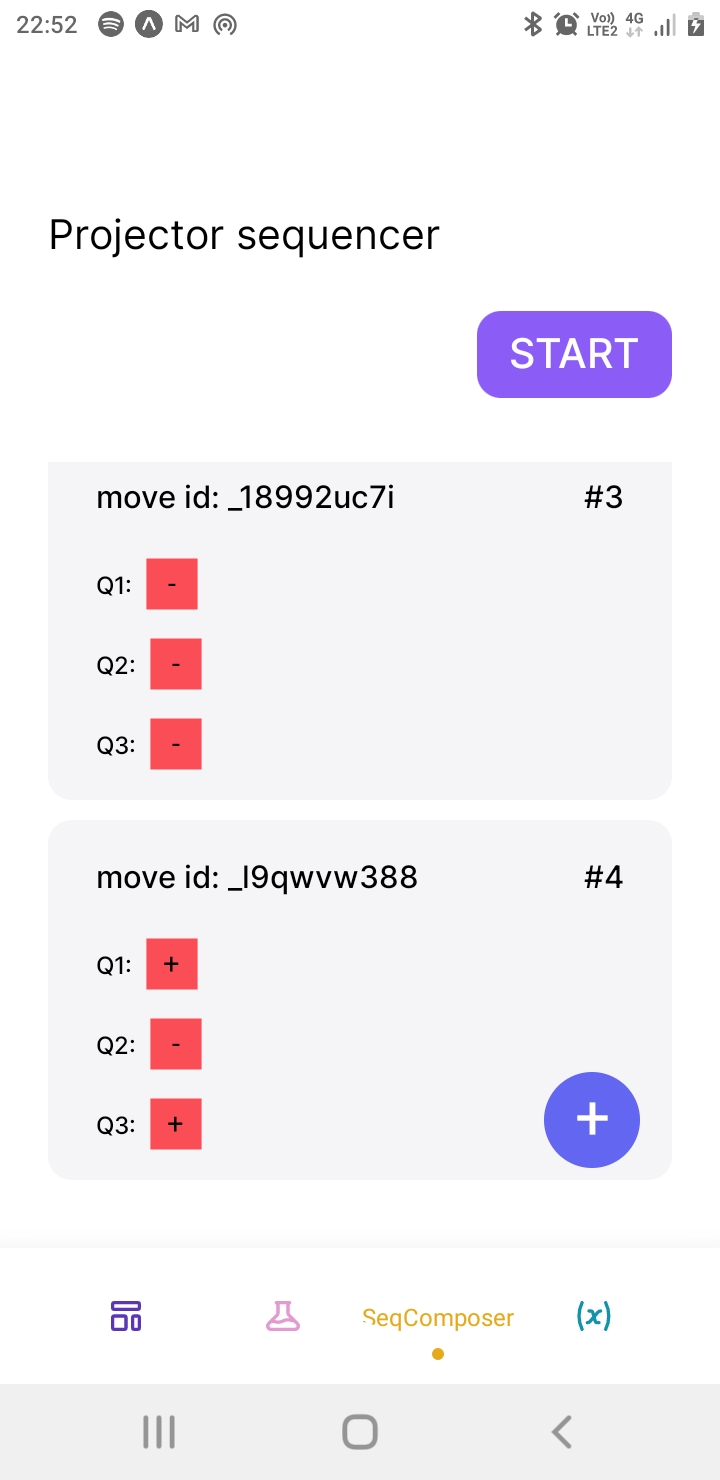 22:52
Vo) 4G
LTE2
Projector sequencer
START
move id: _18992uc7i #3
Q1: -
Q2: -
Q3: -
move id: _l9qwvw388 #4
Q1: +
Q2: -
Q3: +
+
SeqComposer (x)